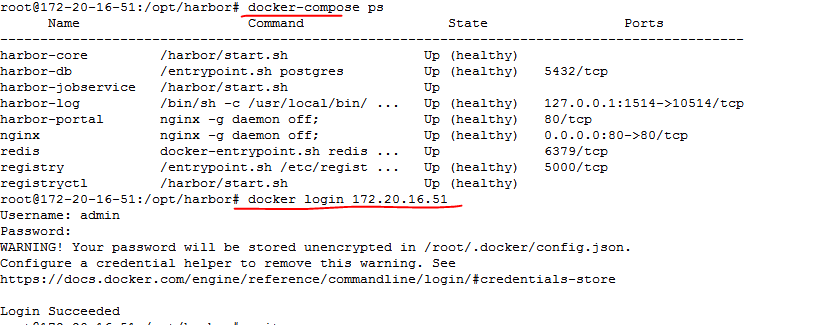 root@172-20-16-51:/opt/harbor# docker-compose ps
Name Command State Ports
--------------------------------------------------------------------------------------------
harbor-core /harbor/start.sh Up (healthy)
harbor-db /entrypoint.sh postgres Up (healthy) 5432/tcp
harbor-jobservice /harbor/start.sh Up
harbor-log /bin/sh -c /usr/local/bin/ ... Up (healthy) 127.0.0.1:1514->10514/tcp
harbor-portal nginx -g daemon off; Up (healthy) 80/tcp
nginx nginx -g daemon off; Up (healthy) 0.0.0.0:80->80/tcp
redis docker-entrypoint.sh redis ... Up 6379/tcp
registry /entrypoint.sh /etc/regist ... Up (healthy) 5000/tcp
registryctl /harbor/start.sh Up (healthy)
root@172-20-16-51:/opt/harbor# docker login 172.20.16.51
Username: admin
Password:
WARNING! Your password will be stored unencrypted in /root/.docker/config.json.
Configure a credential helper to remove this warning. See
https://docs.docker.com/engine/reference/commandline/login/#credentials-store
Login Succeeded